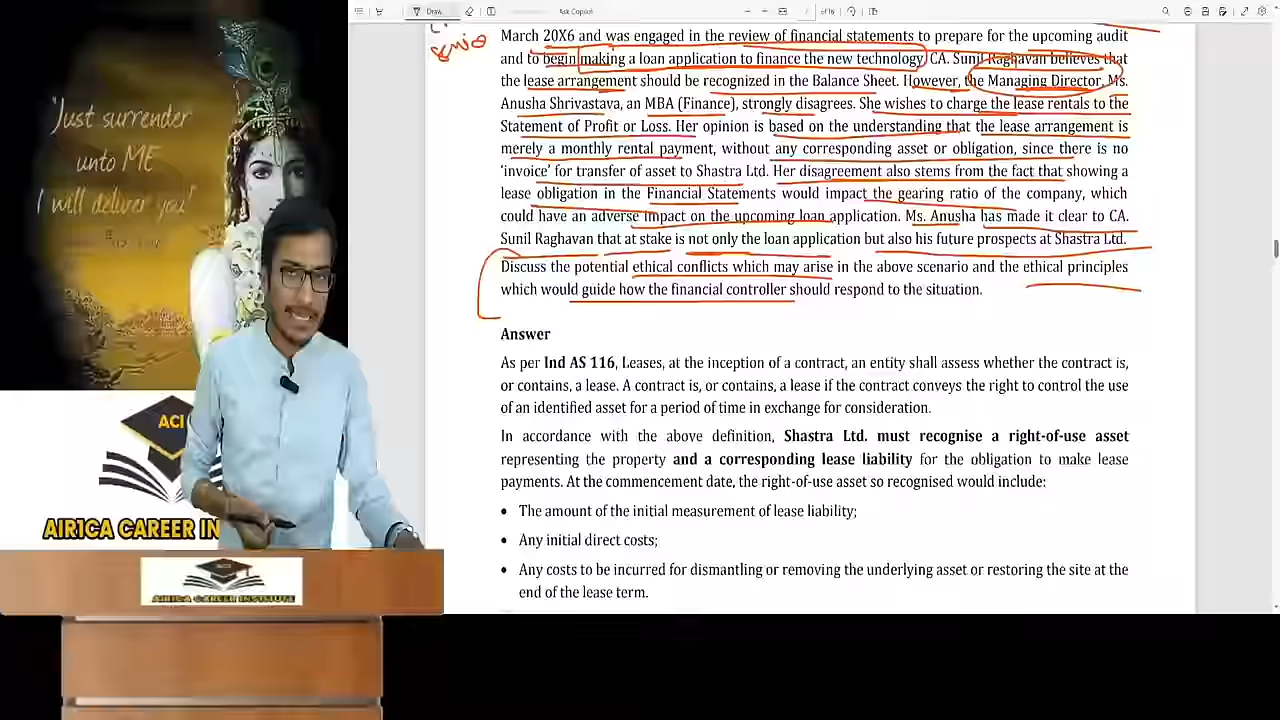 Draw
Ask Copilot
of 16
"Just surrender
unto ME
I will deliver you"
ACI
AIR1CA CAREER IN
AIR1CA CAREER INSTITUTE
March 20X6 and was engaged in the review of financial statements to prepare for the upcoming audit
and to begin making a loan application to finance the new technology. CA. Sunil Raghavan believes that
the lease arrangement should be recognized in the Balance Sheet. However, the Managing Director, Ms.
Anusha Shrivastava, an MBA (Finance), strongly disagrees. She wishes to charge the lease rentals to the
Statement of Profit or Loss. Her opinion is based on the understanding that the lease arrangement is
merely a monthly rental payment, without any corresponding asset or obligation, since there is no
'invoice' for transfer of asset to Shastra Ltd. Her disagreement also stems from the fact that showing a
lease obligation in the Financial Statements would impact the gearing ratio of the company, which
could have an adverse impact on the upcoming loan application. Ms. Anusha has made it clear to CA.
Sunil Raghavan that at stake is not only the loan application but also his future prospects at Shastra Ltd.
Discuss the potential ethical conflicts which may arise in the above scenario and the ethical principles
which would guide how the financial controller should respond to the situation.
Answer
As per Ind AS 116, Leases, at the inception of a contract, an entity shall assess whether the contract is,
or contains, a lease. A contract is, or contains, a lease if the contract conveys the right to control the use
of an identified asset for a period of time in exchange for consideration.
In accordance with the above definition, Shastra Ltd. must recognise a right-of-use asset
representing the property and a corresponding lease liability for the obligation to make lease
payments. At the commencement date, the right-of-use asset so recognised would include:
• The amount of the initial measurement of lease liability;
• Any initial direct costs;
• Any costs to be incurred for dismantling or removing the underlying asset or restoring the site at the
end of the lease term.